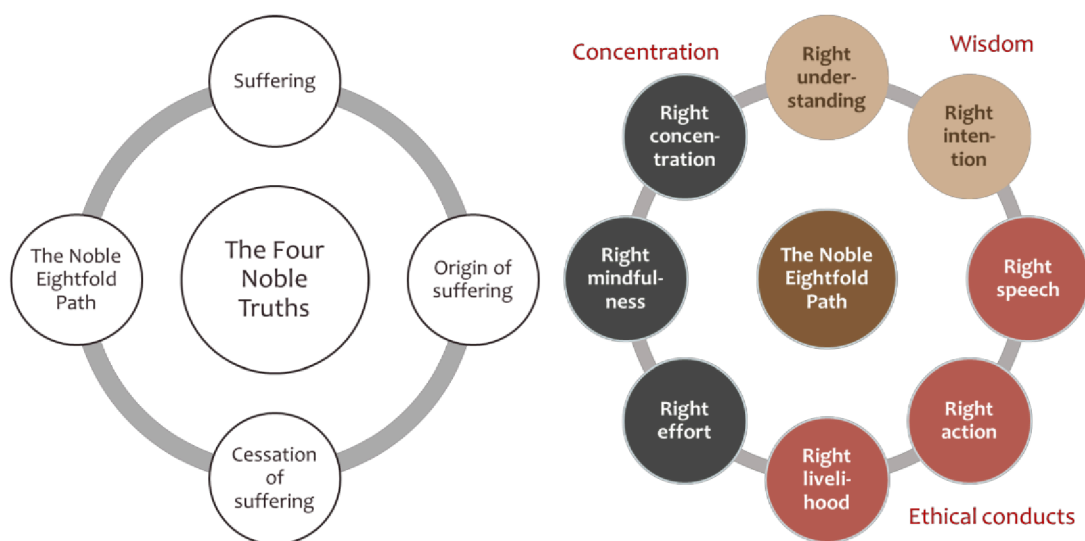 Suffering
The Noble
Eightfold
Path
The Four
Noble
Truths
Origin of
suffering
Cessation
of
suffering
Concentration
Wisdom
Right
under-
standing
Right
inten-
tion
Right
speech
Right
action
Right
liveli-
hood
Right
effort
Right
mindful-
ness
Right
concen-
tration
The Noble
Eightfold
Path
Ethical conducts